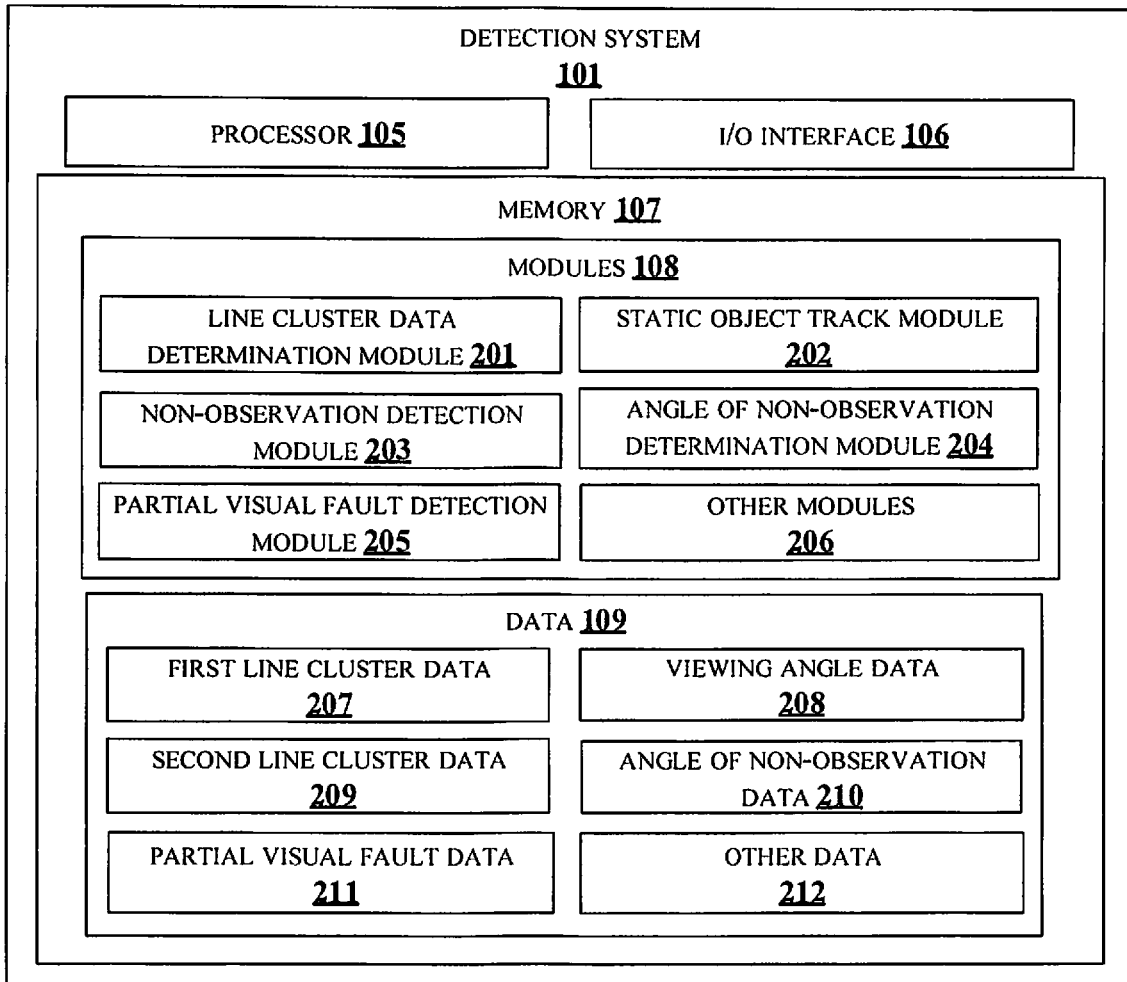 DETECTION SYSTEM
101
PROCESSOR 105
I/O INTERFACE 106
MEMORY 107
MODULES 108
LINE CLUSTER DATA
DETERMINATION MODULE 201
STATIC OBJECT TRACK MODULE
202
NON-OBSERVATION DETECTION
MODULE 203
ANGLE OF NON-OBSERVATION
DETERMINATION MODULE 204
PARTIAL VISUAL FAULT DETECTION
MODULE 205
OTHER MODULES
206
DATA 109
FIRST LINE CLUSTER DATA
207
VIEWING ANGLE DATA
208
SECOND LINE CLUSTER DATA
209
ANGLE OF NON-OBSERVATION
DATA 210
PARTIAL VISUAL FAULT DATA
211
OTHER DATA
212